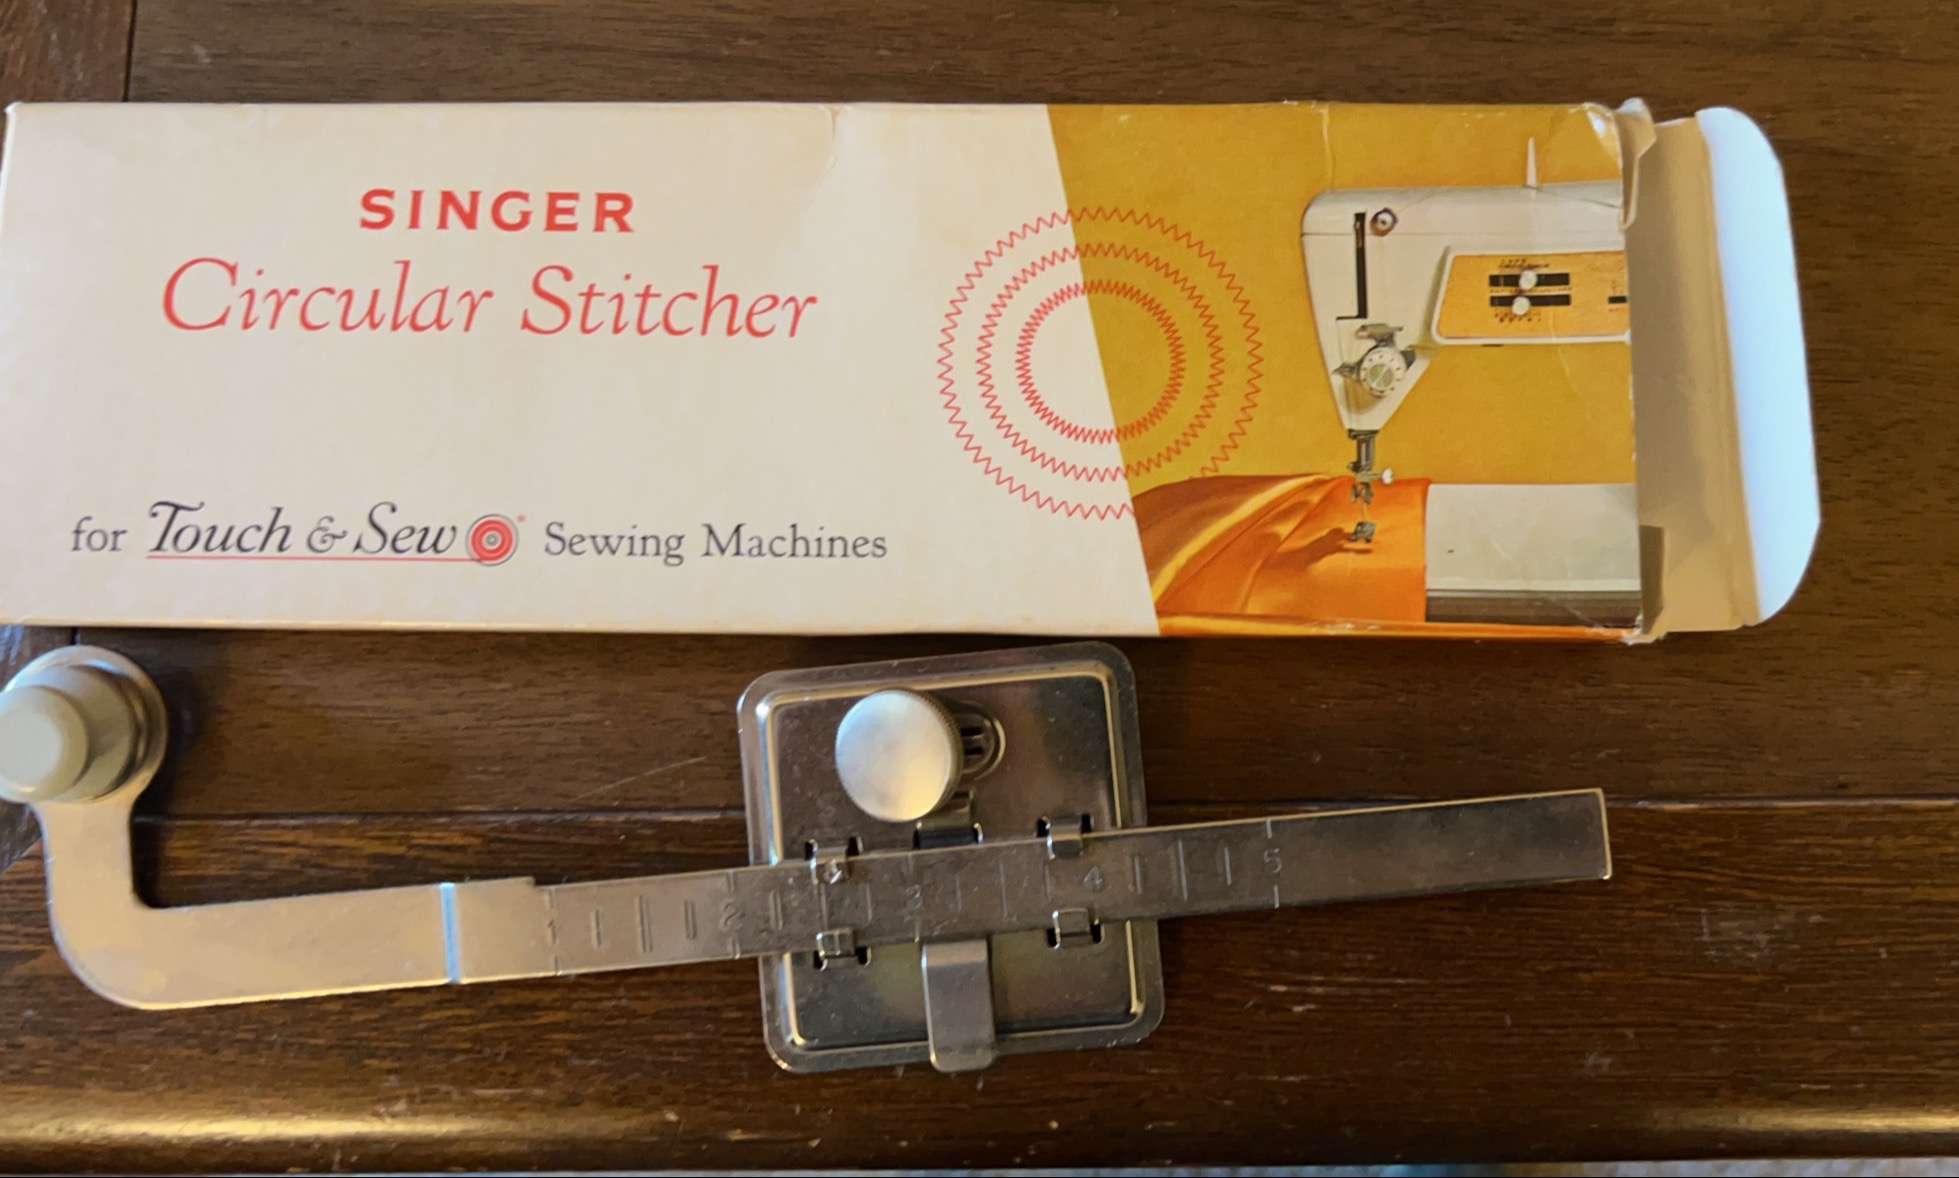 SINGER
Circular Stitcher
for Touch & Sew * Sewing Machines
1 2 3 4 5